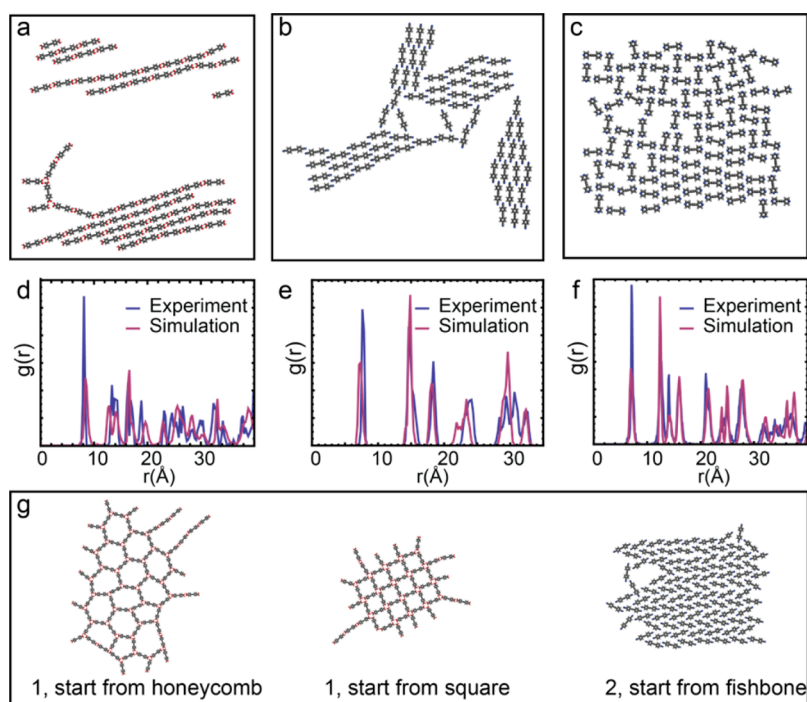 a
b
c
d
Experiment
Simulation
g(r)
0 10 20 30
r(Å)
e
Experiment
Simulation
g(r)
0 10 20 30
r(Å)
f
Experiment
Simulation
g(r)
0 10 20 30
r(Å)
g
1, start from honeycomb
1, start from square
2, start from fishbone